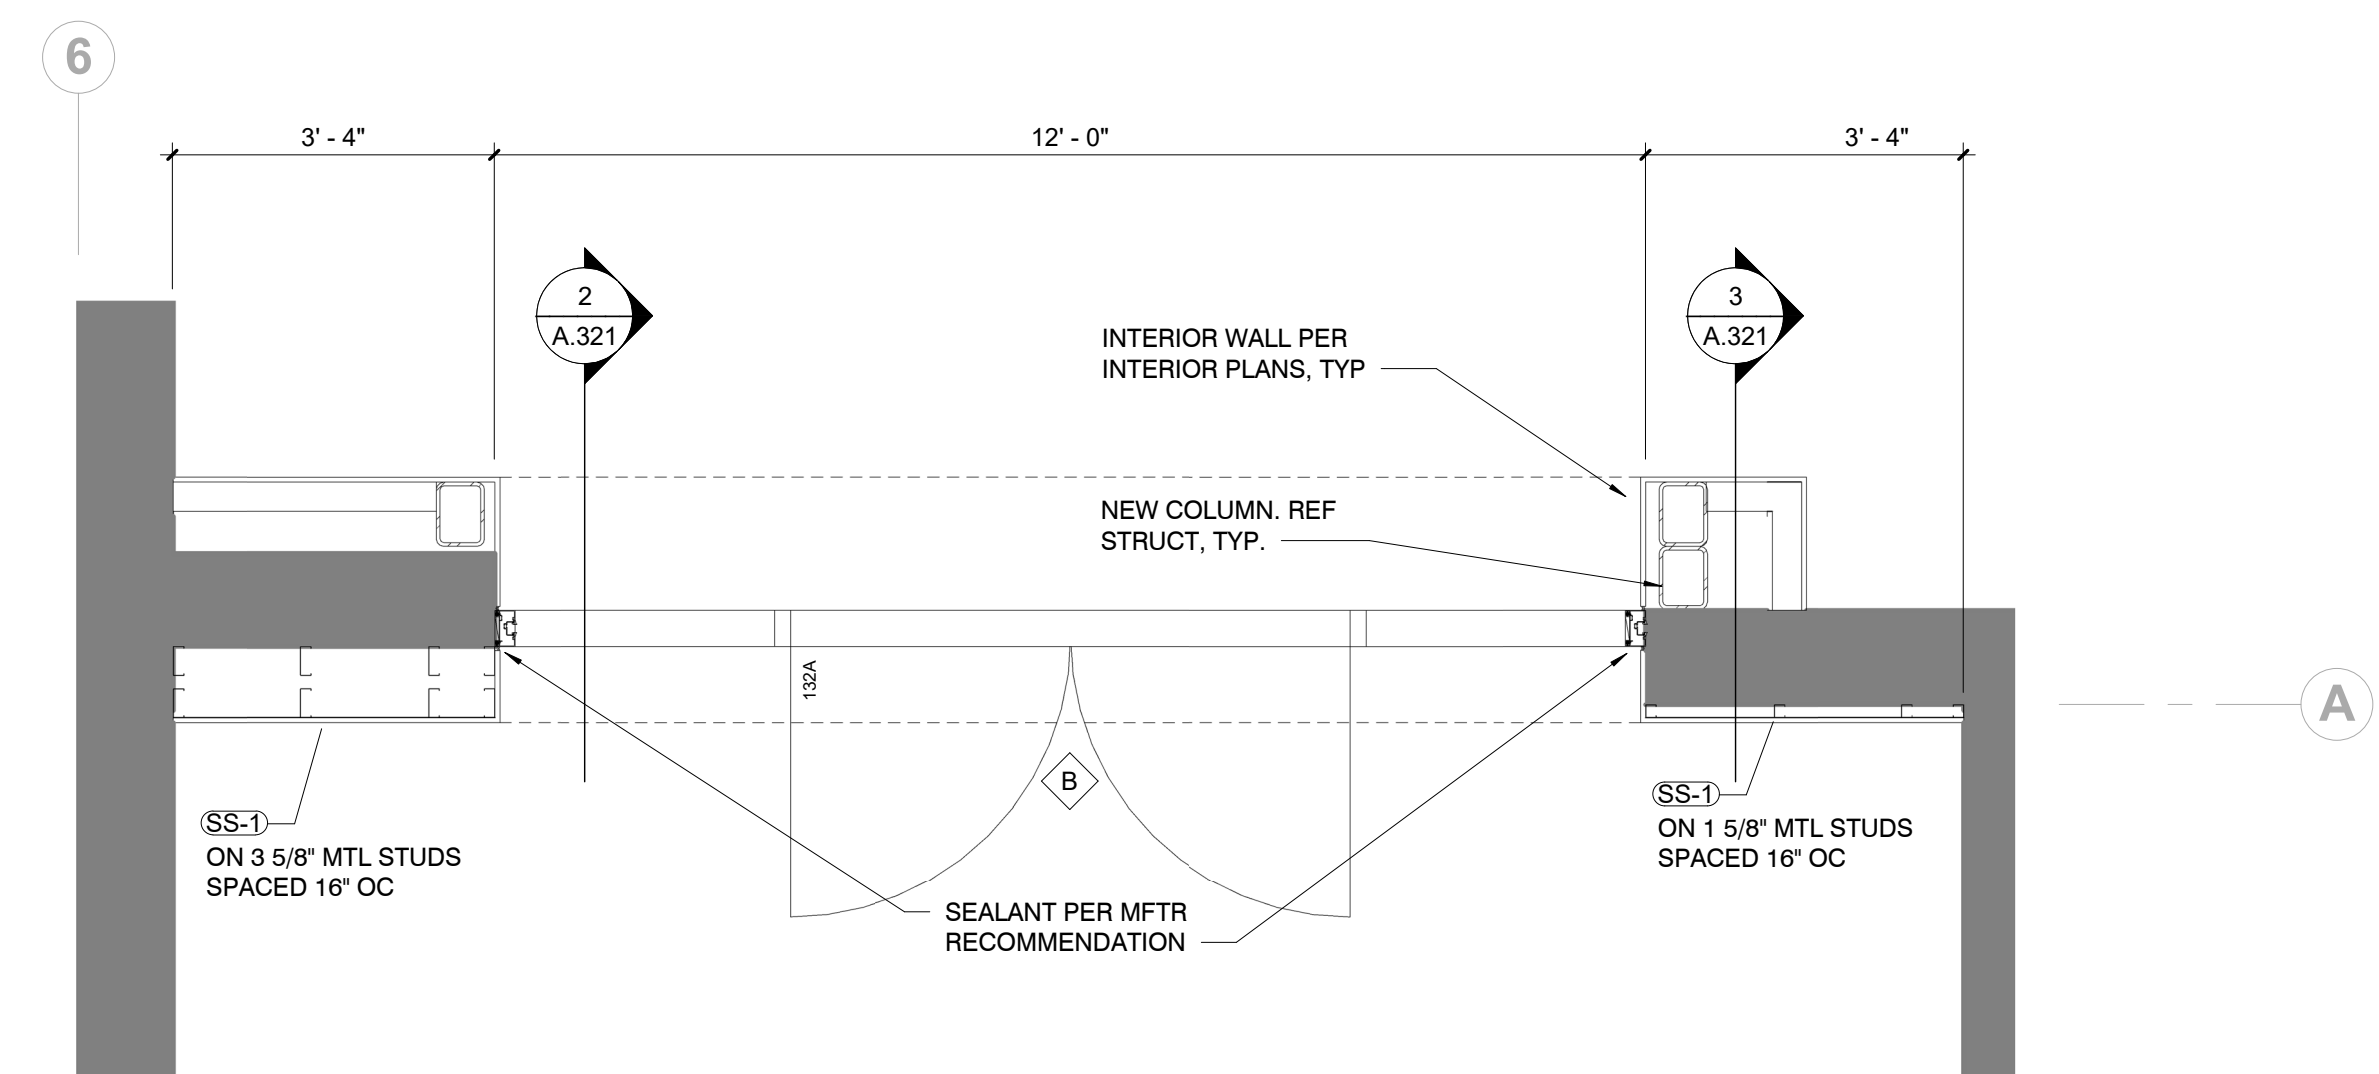 6
3' - 4"
12' - 0"
3' - 4"
2
A.321
3
A.321
INTERIOR WALL PER
INTERIOR PLANS, TYP
NEW COLUMN. REF
STRUCT, TYP.
132A
A
B
SS-1
ON 3 5/8" MTL STUDS
SPACED 16" OC
SS-1
ON 1 5/8" MTL STUDS
SPACED 16" OC
SEALANT PER MFTR
RECOMMENDATION